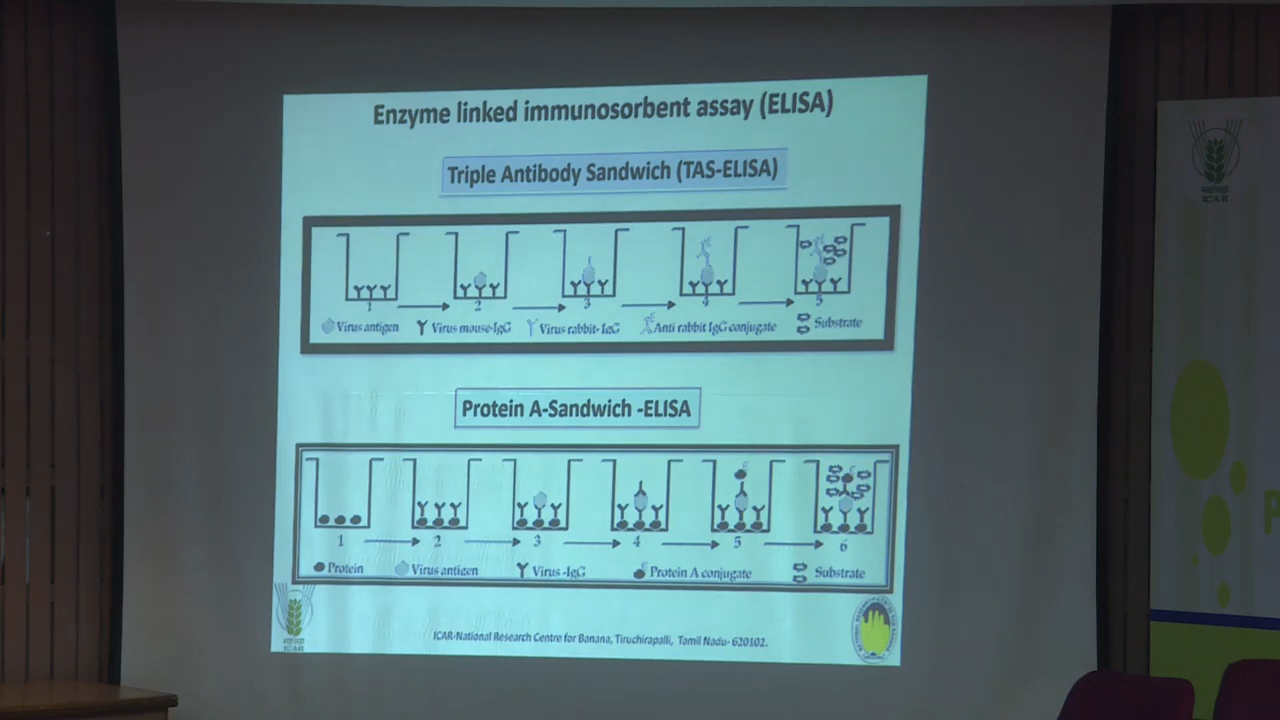 Enzyme linked immunosorbent assay (ELISA)
Triple Antibody Sandwich (TAS-ELISA)
1 2 3 4 5
Virus antigen Virus mouse-IgG Virus rabbit- IgG Anti rabbit IgG conjugate Substrate
Protein A-Sandwich -ELISA
E E
1 2 3 4 5 6
Protein Virus antigen Virus -IgG E Protein A conjugate Substrate
ICAR-National Research Centre for Banana, Tiruchirapalli, Tamil Nadu- 620102.
ICAR
ICAR